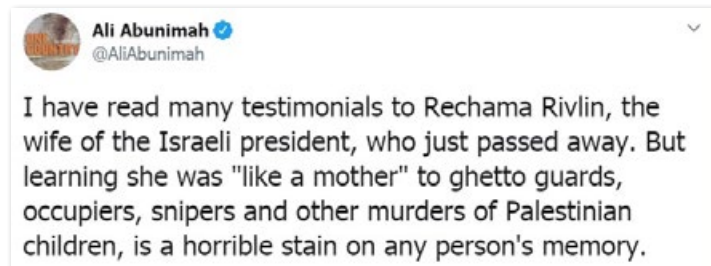 Ali Abunimah
@AliAbunimah
I have read many testimonials to Rechama Rivlin, the
wife of the Israeli president, who just passed away. But
learning she was "like a mother" to ghetto guards,
occupiers, snipers and other murders of Palestinian
children, is a horrible stain on any person's memory.